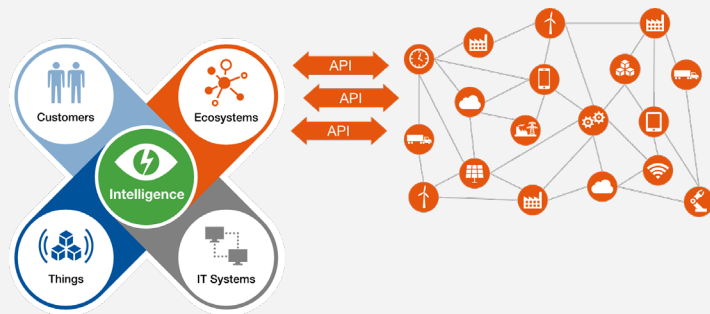 Customers
Ecosystems
Intelligence
Things
IT Systems
API
API
API